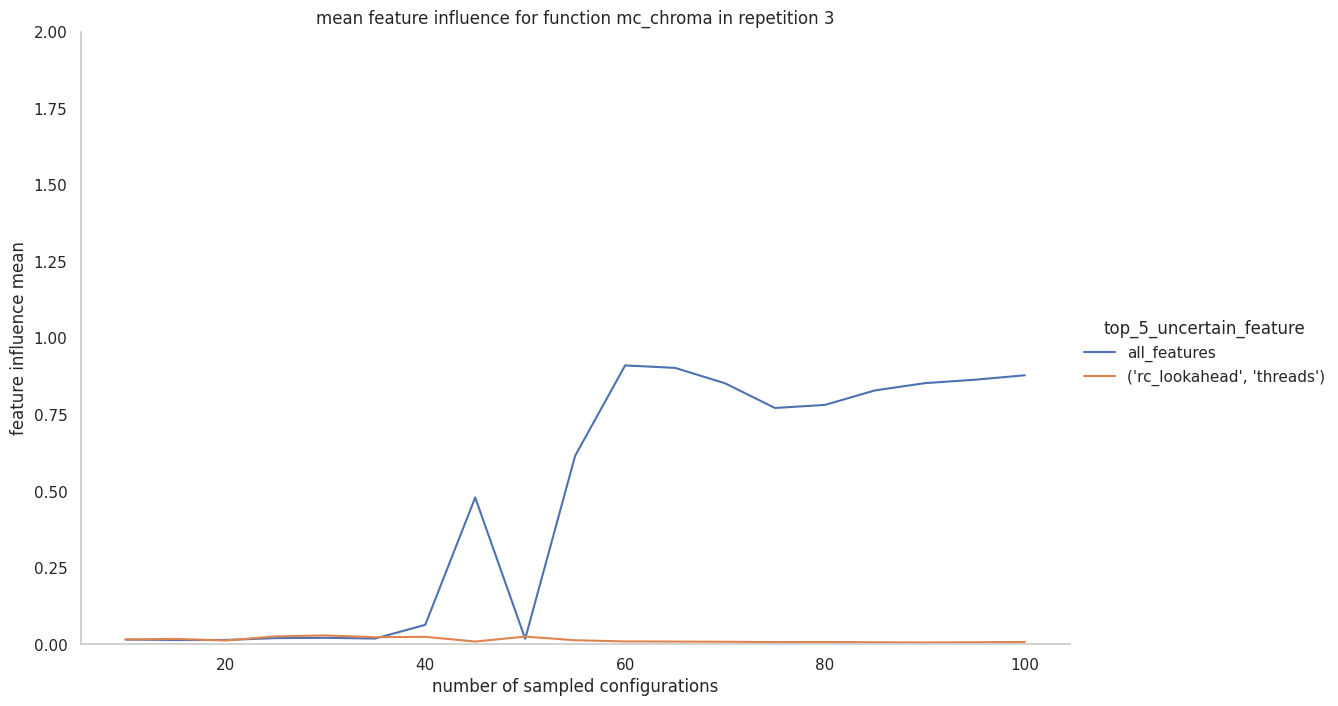 mean feature influence for function mc_chroma in repetition 3
2.00
1.75
1.50
1.25
1.00
0.75
0.50
0.25
0.00
feature influence mean
20
40
60
80
100
number of sampled configurations
top_5_uncertain_feature
all_features
('rc_lookahead', 'threads')